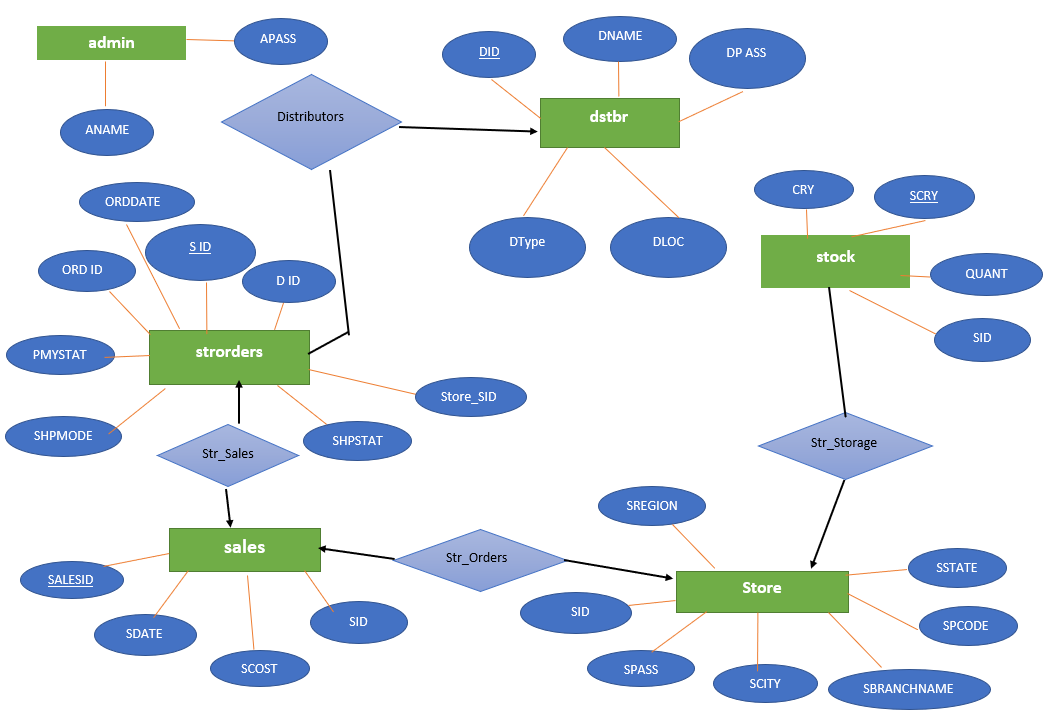 admin
APASS
ANAME
Distributors
DID
DNAME
DP ASS
dstbr
DType
DLOC
CRY
SCRY
stock
QUANT
SID
ORDDATE
S ID
ORD ID
D ID
strorders
PMYSTAT
Store_SID
SHPMODE
SHPSTAT
Str_Sales
Str_Storage
SREGION
sales
Str_Orders
SALESID
SDATE
SCOST
SID
Store
SSTATE
SID
SPCODE
SPASS
SCITY
SBRANCHNAME